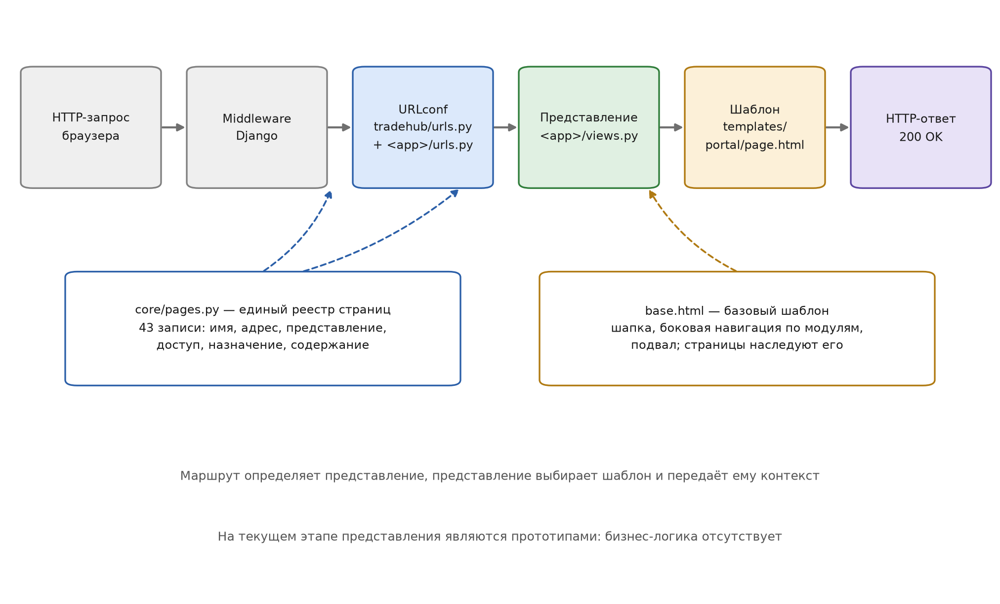 HTTP-запрос
браузера
Middleware
Django
URLconf
tradehub/urls.py
+ <app>/urls.py
Представление
<app>/views.py
Шаблон
templates/
portal/page.html
HTTP-ответ
200 OK
core/pages.py — единый реестр страниц
43 записи: имя, адрес, представление,
доступ, назначение, содержание
base.html — базовый шаблон
шапка, боковая навигация по модулям,
подвал; страницы наследуют его
Маршрут определяет представление, представление выбирает шаблон и передаёт ему контекст
На текущем этапе представления являются прототипами: бизнес-логика отсутствует